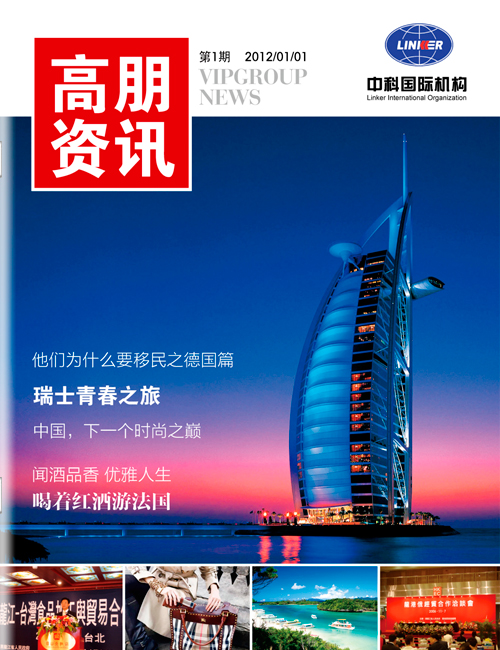 高朋
资讯
第1期 2012/01/01
VIPGROUP
NEWS
LINKER
中科国际机构
Linker International Organization
他们为什么要移民之德国篇
瑞士青春之旅
中国，下一个时尚之巅
闻酒品香 优雅人生
喝着红酒游法国
台北